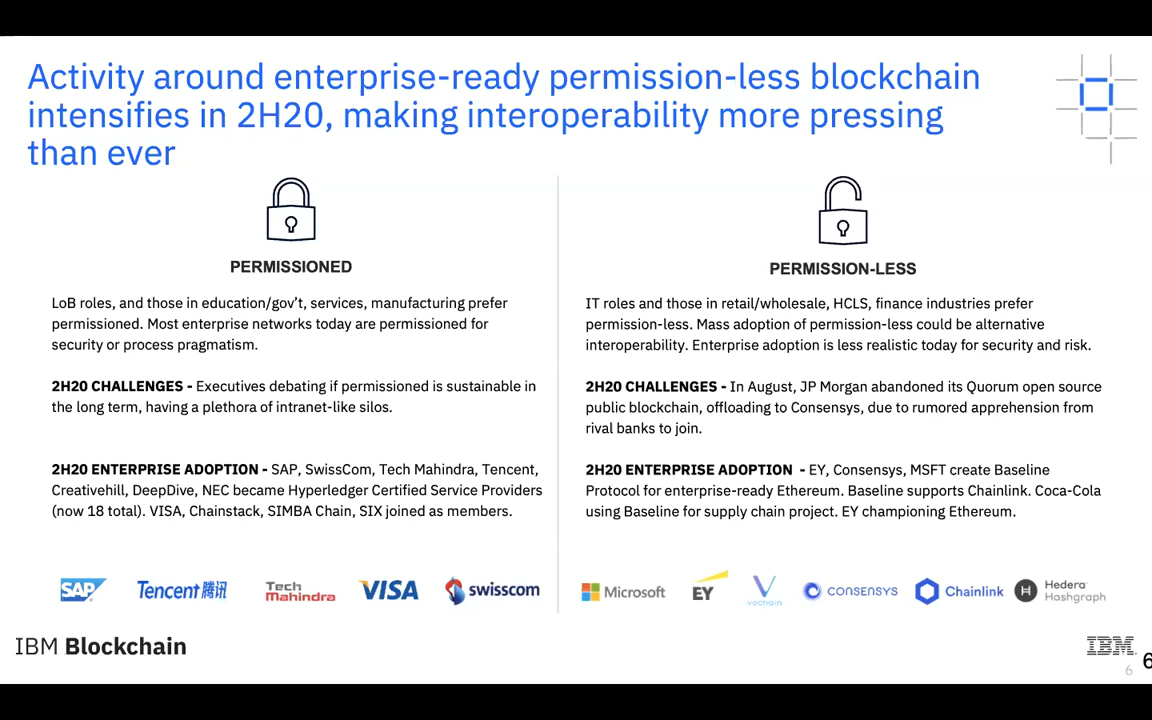 Activity around enterprise-ready permission-less blockchain
intensifies in 2H20, making interoperability more pressing
than ever
PERMISSIONED
LoB roles, and those in education/gov't, services, manufacturing prefer
permissioned. Most enterprise networks today are permissioned for
security or process pragmatism.
2H20 CHALLENGES - Executives debating if permissioned is sustainable in
the long term, having a plethora of intranet-like silos.
2H20 ENTERPRISE ADOPTION - SAP, SwissCom, Tech Mahindra, Tencent,
Creativehill, DeepDive, NEC became Hyperledger Certified Service Providers
(now 18 total). VISA, Chainstack, SIMBA Chain, SIX joined as members.
SAP Tencent 腾讯 Tech Mahindra VISA swisscom
PERMISSION-LESS
IT roles and those in retail/wholesale, HCLS, finance industries prefer
permission-less. Mass adoption of permission-less could be alternative
interoperability. Enterprise adoption is less realistic today for security and risk.
2H20 CHALLENGES - In August, JP Morgan abandoned its Quorum open source
public blockchain, offloading to Consensys, due to rumored apprehension from
rival banks to join.
2H20 ENTERPRISE ADOPTION - EY, Consensys, MSFT create Baseline
Protocol for enterprise-ready Ethereum. Baseline supports Chainlink. Coca-Cola
using Baseline for supply chain project. EY championing Ethereum.
Microsoft EY vechain CONSENSYS Chainlink H Hedera Hashgraph
IBM Blockchain
IBM
6
6